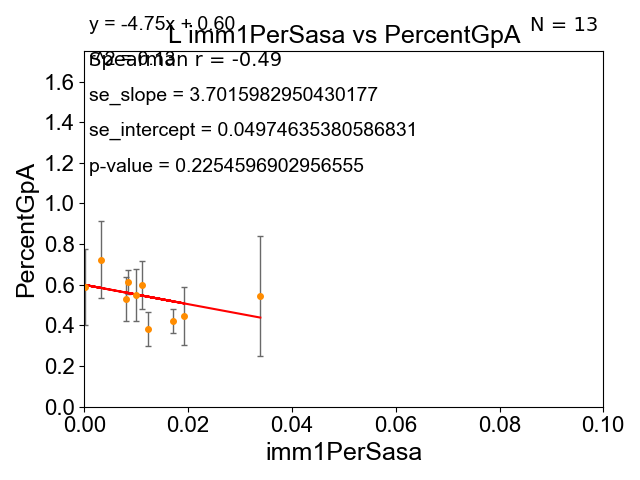 y = -4.75x + 0.60
N = 13
L imm1PerSasa vs PercentGpA
Spearman r = -0.49
se_slope = 3.7015982950430177
se_intercept = 0.04974635380586831
p-value = 0.2254596902956555
PercentGpA
1.6
1.4
1.2
1.0
0.8
0.6
0.4
0.2
0.0
0.00 0.02 0.04 0.06 0.08 0.10
imm1PerSasa